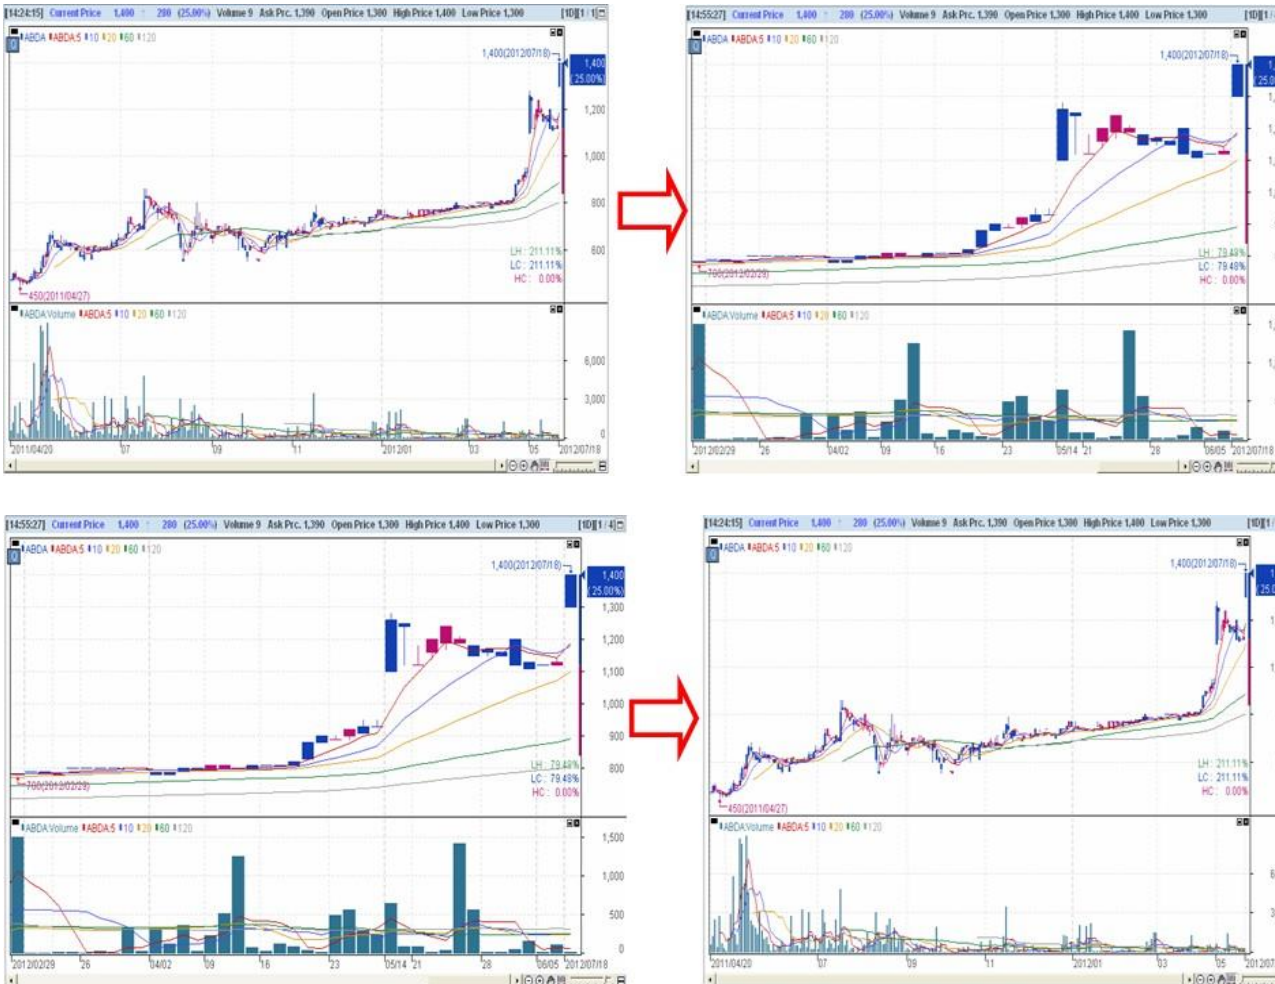 [14:24:15] Current Price 1,400 ↑ 280 (25.00%) Volume 9 Ask Prc. 1,390 Open Price 1,300 High Price 1,400 Low Price 1,300 [1D][1 / 1]
ABDA ABDA:5 10 20 60 120
1,400(2012/07/18)
1,400
(25.00%)
1,200
1,000
800
600
LH : 211.11%
LC : 211.11%
HC : 0.00%
450(2011/04/27)
ABDA:Volume ABDA:5 10 20 60 120
6,000
3,000
0
2011/04/20 07 09 11 2012/01 03 05 2012/07/18
[14:55:27] Current Price 1,400 ↑ 280 (25.00%) Volume 9 Ask Prc. 1,390 Open Price 1,300 High Price 1,400 Low Price 1,300 [1D][1 /
ABDA ABDA:5 10 20 60 120
1,400(2012/07/18)
LH : 79.48%
LC : 79.48%
HC : 0.00%
780(2012/02/29)
ABDA:Volume ABDA:5 10 20 60 120
2012/02/29 26 04/02 09 16 23 05/14 21 28 06/05 2012/07/18
[14:55:27] Current Price 1,400 ↑ 280 (25.00%) Volume 9 Ask Prc. 1,390 Open Price 1,300 High Price 1,400 Low Price 1,300 [1D][1 / 4]
ABDA ABDA:5 10 20 60 120
1,400(2012/07/18)
1,400
(25.00%)
1,300
1,200
1,100
1,000
900
800
LH : 79.48%
LC : 79.48%
HC : 0.00%
780(2012/02/29)
ABDA:Volume ABDA:5 10 20 60 120
1,500
1,000
500
0
2012/02/29 26 04/02 09 16 23 05/14 21 28 06/05 2012/07/18
[14:24:15] Current Price 1,400 ↑ 280 (25.00%) Volume 9 Ask Prc. 1,390 Open Price 1,300 High Price 1,400 Low Price 1,300 [1D][1 /
ABDA ABDA:5 10 20 60 120
1,400(2012/07/18)
LH : 211.11%
LC : 211.11%
HC : 0.00%
450(2011/04/27)
ABDA:Volume ABDA:5 10 20 60 120
2011/04/20 07 09 11 2012/01 03 05